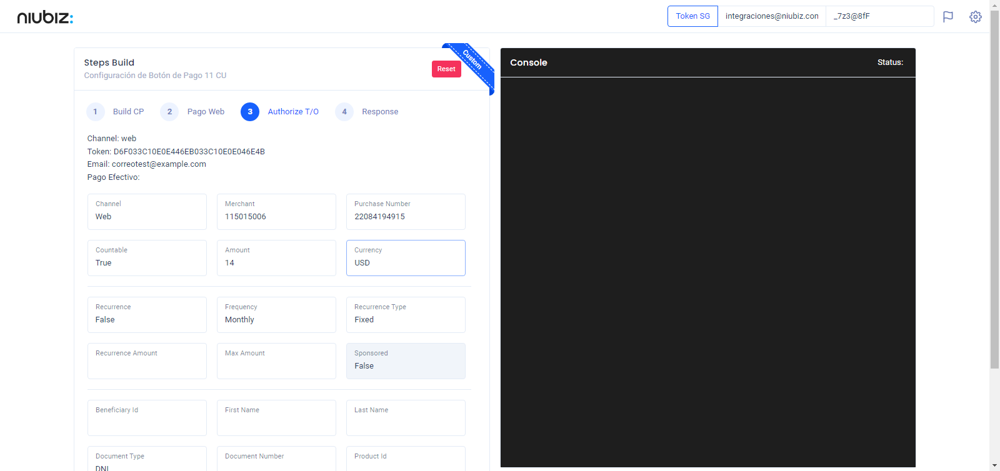 niubiz:
Token SG
integraciones@niubiz.con
_7z3@8fF
Steps Build
Configuración de Botón de Pago 11 CU
Reset
Custom
1 Build CP
2 Pago Web
3 Authorize T/O
4 Response
Channel: web
Token: D6F033C10E0E446EB033C10E0E046E4B
Email: correotest@example.com
Pago Efectivo:
Channel
Web
Merchant
115015006
Purchase Number
22084194915
Countable
True
Amount
14
Currency
USD
Recurrence
False
Frequency
Monthly
Recurrence Type
Fixed
Recurrence Amount
Max Amount
Sponsored
False
Beneficiary Id
First Name
Last Name
Document Type
DNI
Document Number
Product Id
Console
Status: